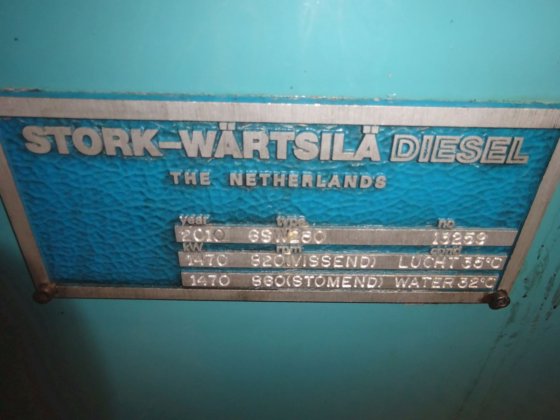 STORK-WÄRTSILÄ DIESEL
THE NETHERLANDS
year type no
2010 6SW280 13259
kW rpm
1470 920(VISSEND) LUCHT 35°C
1470 960(STOMEND) WATER 32°C